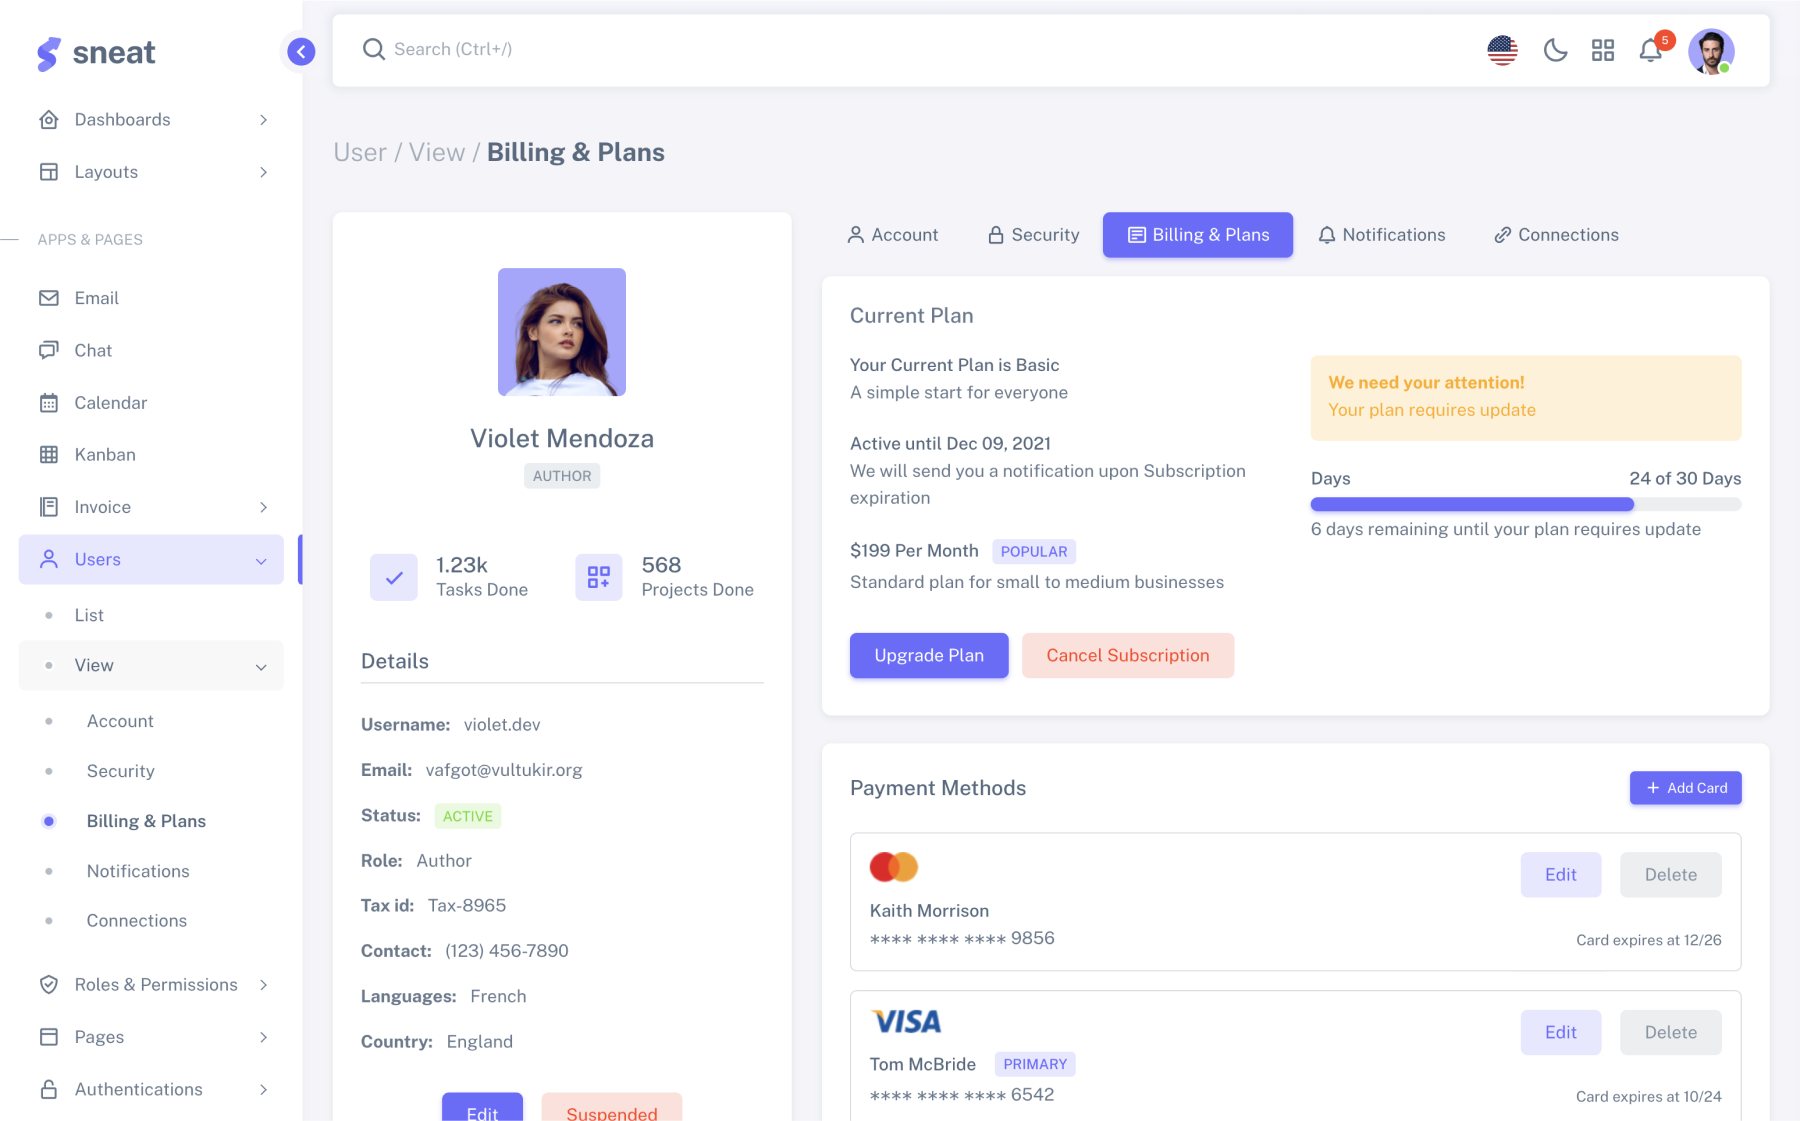 sneat
Dashboards
Layouts
APPS & PAGES
Email
Chat
Calendar
Kanban
Invoice
Users
List
View
Account
Security
Billing & Plans
Notifications
Connections
Roles & Permissions
Pages
Authentications
Search (Ctrl+/)
5
User / View / Billing & Plans
Violet Mendoza
AUTHOR
1.23k
Tasks Done
568
Projects Done
Details
Username: violet.dev
Email: vafgot@vultukir.org
Status: ACTIVE
Role: Author
Tax id: Tax-8965
Contact: (123) 456-7890
Languages: French
Country: England
Edit Suspended
Account Security Billing & Plans Notifications Connections
Current Plan
Your Current Plan is Basic
A simple start for everyone
Active until Dec 09, 2021
We will send you a notification upon Subscription
expiration
$199 Per Month POPULAR
Standard plan for small to medium businesses
Upgrade Plan Cancel Subscription
We need your attention!
Your plan requires update
Days 24 of 30 Days
6 days remaining until your plan requires update
Payment Methods + Add Card
Edit Delete
Kaith Morrison
**** **** **** 9856
Card expires at 12/26
VISA
Edit Delete
Tom McBride PRIMARY
**** **** **** 6542
Card expires at 10/24